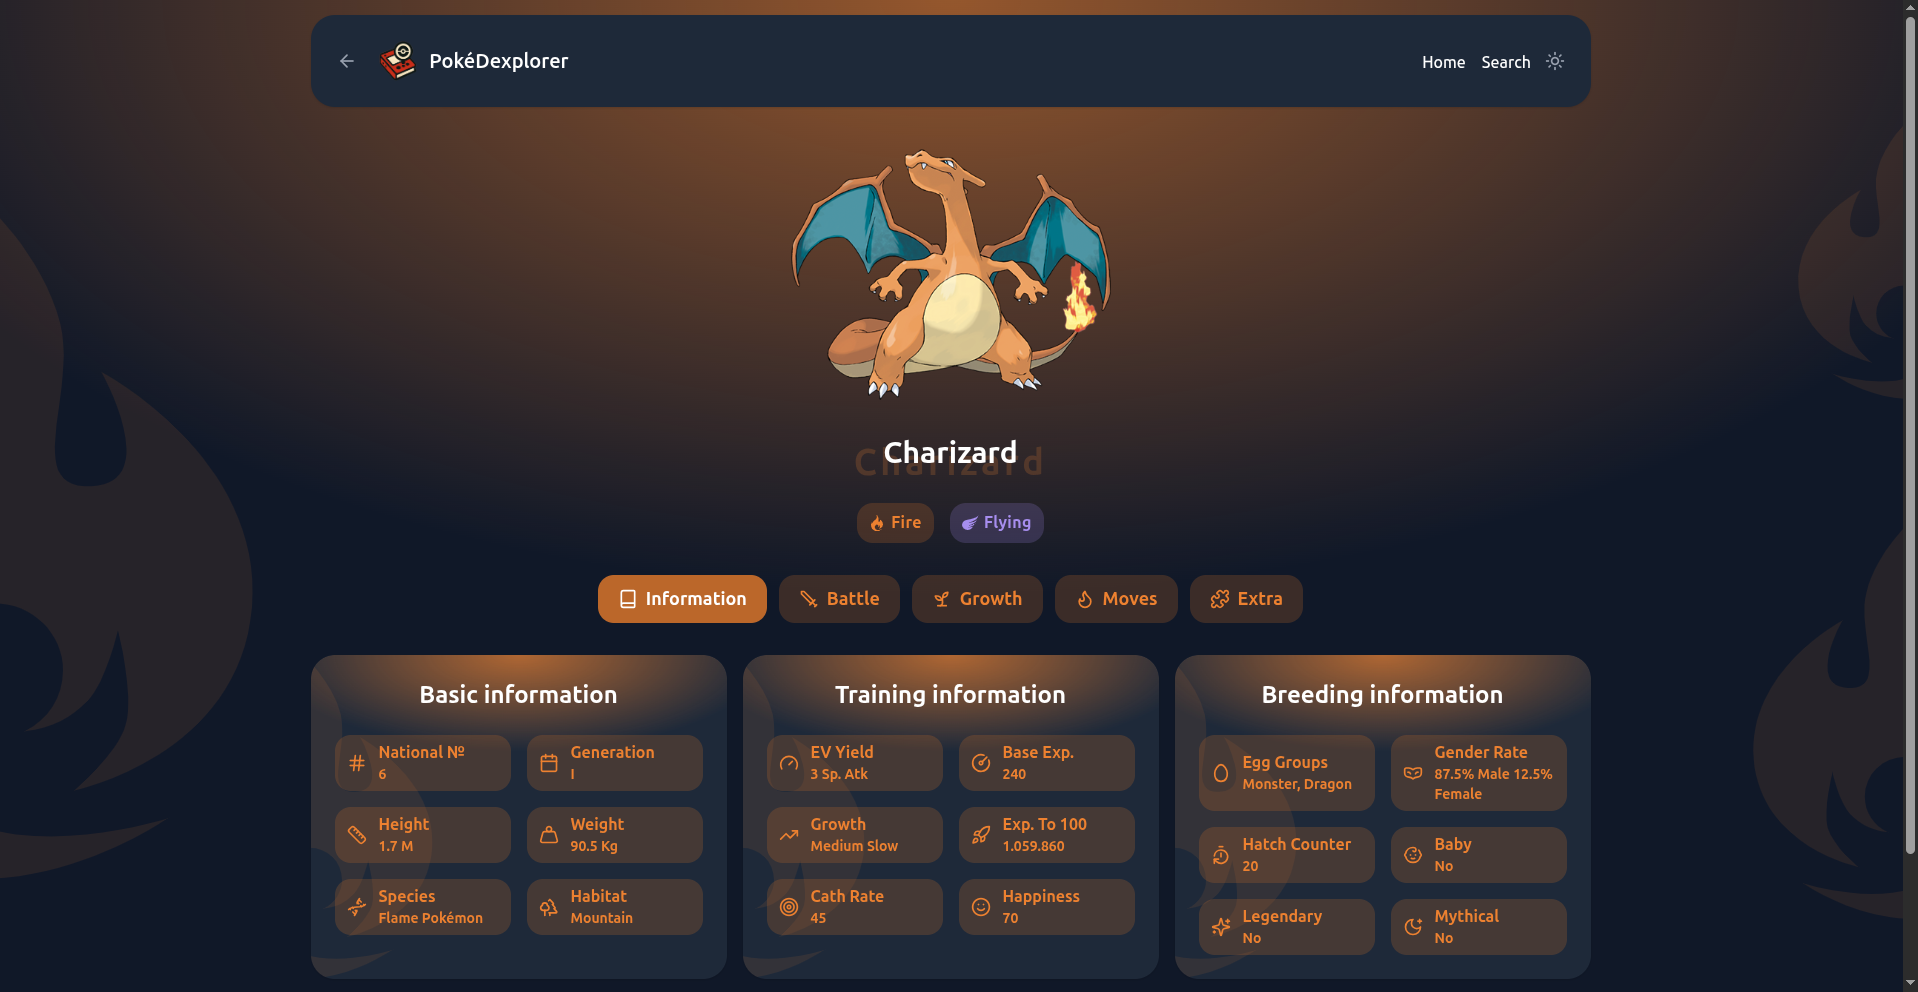 PokéDexplorer
Home
Search
Charizard
Charizard
Fire
Flying
Information
Battle
Growth
Moves
Extra
Basic information
National №
6
Generation
I
Height
1.7 M
Weight
90.5 Kg
Species
Flame Pokémon
Habitat
Mountain
Training information
EV Yield
3 Sp. Atk
Base Exp.
240
Growth
Medium Slow
Exp. To 100
1.059.860
Cath Rate
45
Happiness
70
Breeding information
Egg Groups
Monster, Dragon
Gender Rate
87.5% Male 12.5%
Female
Hatch Counter
20
Baby
No
Legendary
No
Mythical
No